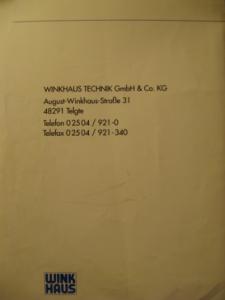 WINKHAUS TECHNIK GmbH & Co. KG
August-Winkhaus-Straße 31
48291 Telgte
Telefon 0 25 04 / 921-0
Telefax 0 25 04 / 921-340
WINK
HAUS